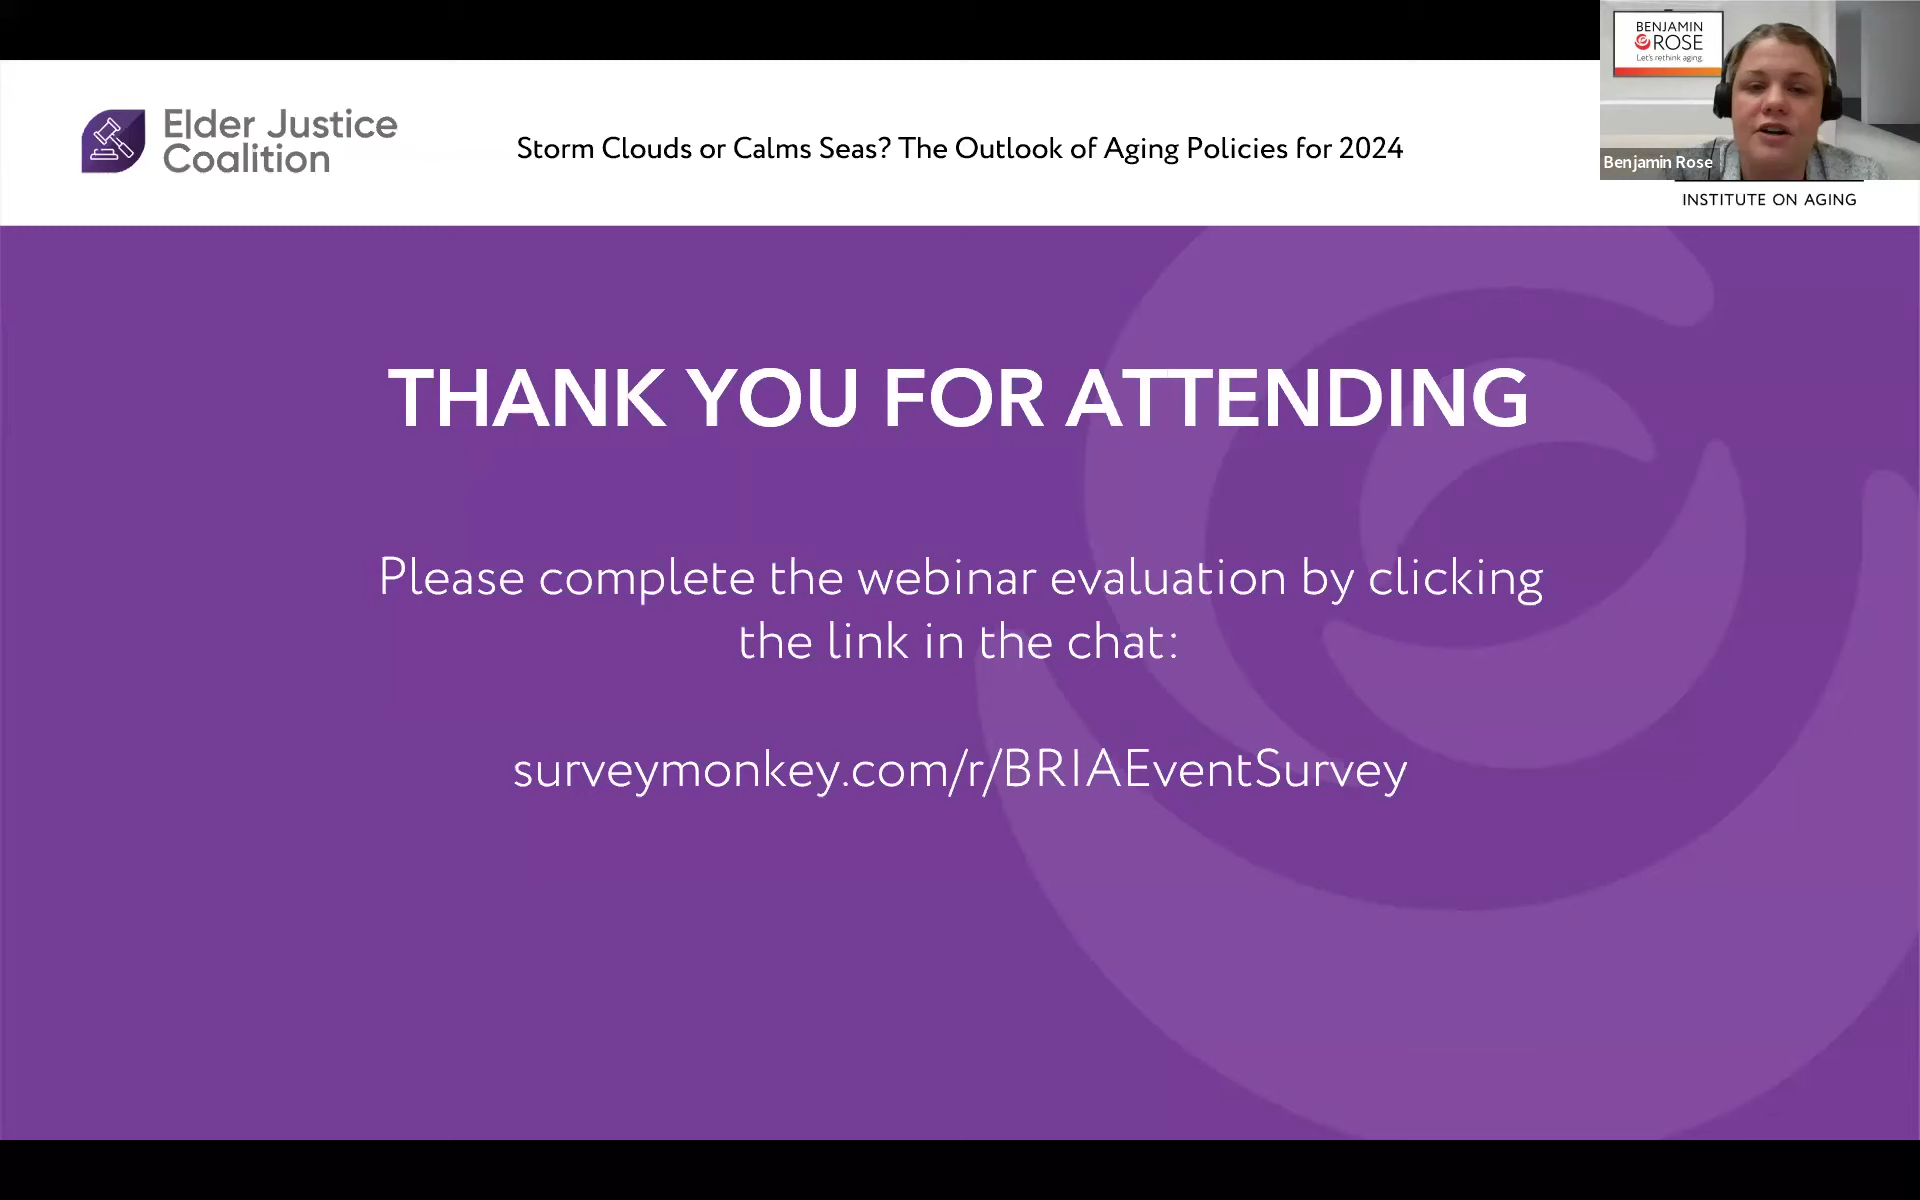 Elder Justice
Coalition
Storm Clouds or Calms Seas? The Outlook of Aging Policies for 2024
BENJAMIN
ROSE
Let's rethink aging.
Benjamin Rose
INSTITUTE ON AGING
THANK YOU FOR ATTENDING
Please complete the webinar evaluation by clicking
the link in the chat:
surveymonkey.com/r/BRIAEventSurvey